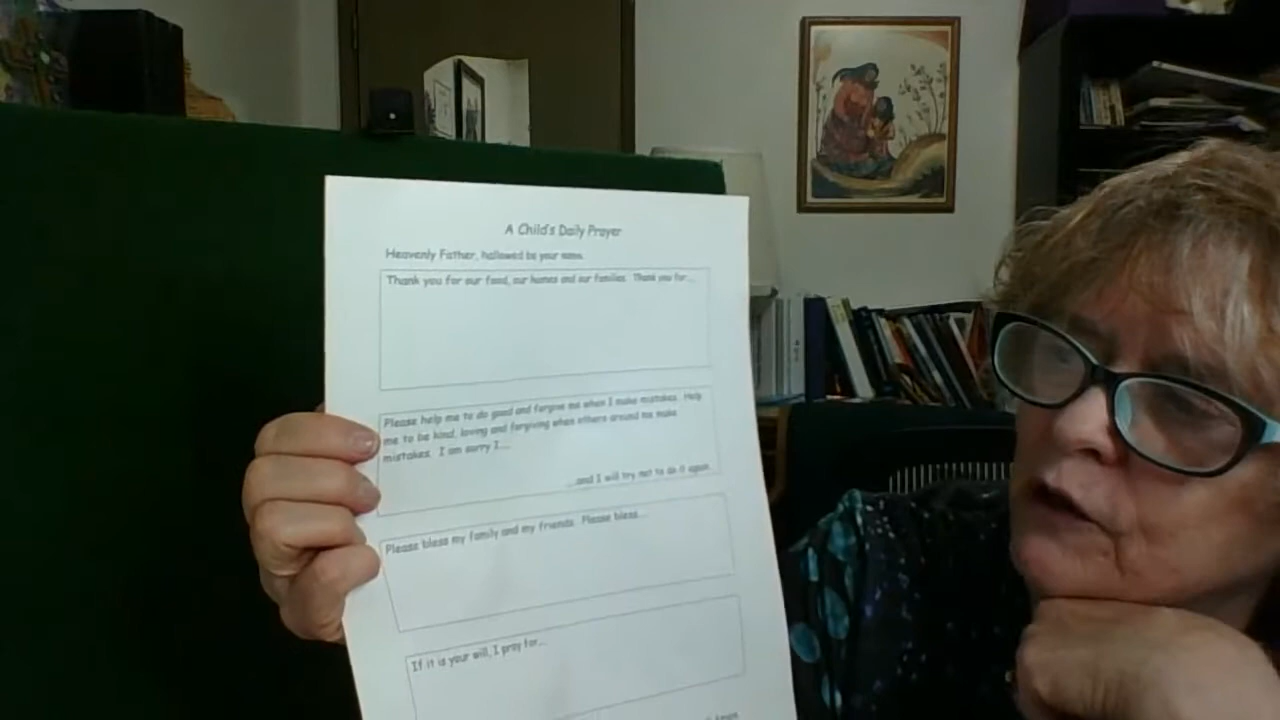 A Child's Daily Prayer
Heavenly Father, hallowed be your name.
Thank you for our food, our homes and our families. Thank you for...
Please help me to do good and forgive me when I make mistakes. Help
me to be kind, loving and forgiving when others around me make
mistakes. I am sorry I...
...and I will try not to do it again.
Please bless my family and my friends. Please bless...
If it is your will, I pray for...
Amen